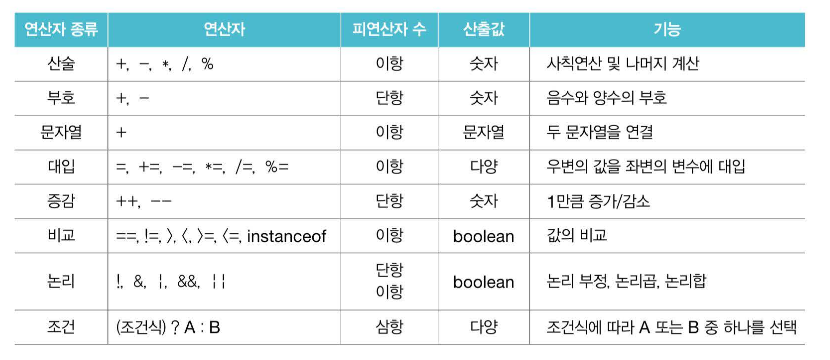 연산자 종류 연산자 피연산자 수 산출값 기능
산술 +, -, *, /, % 이항 숫자 사칙연산 및 나머지 계산
부호 +, - 단항 숫자 음수와 양수의 부호
문자열 + 이항 문자열 두 문자열을 연결
대입 =, +=, -=, *=, /=, %= 이항 다양 우변의 값을 좌변의 변수에 대입
증감 ++, -- 단항 숫자 1만큼 증가/감소
비교 ==, !=, >, <, >=, <=, instanceof 이항 boolean 값의 비교
논리 !, &, |, &&, || 단항 이항 boolean 논리 부정, 논리곱, 논리합
조건 (조건식) ? A : B 삼항 다양 조건식에 따라 A 또는 B 중 하나를 선택